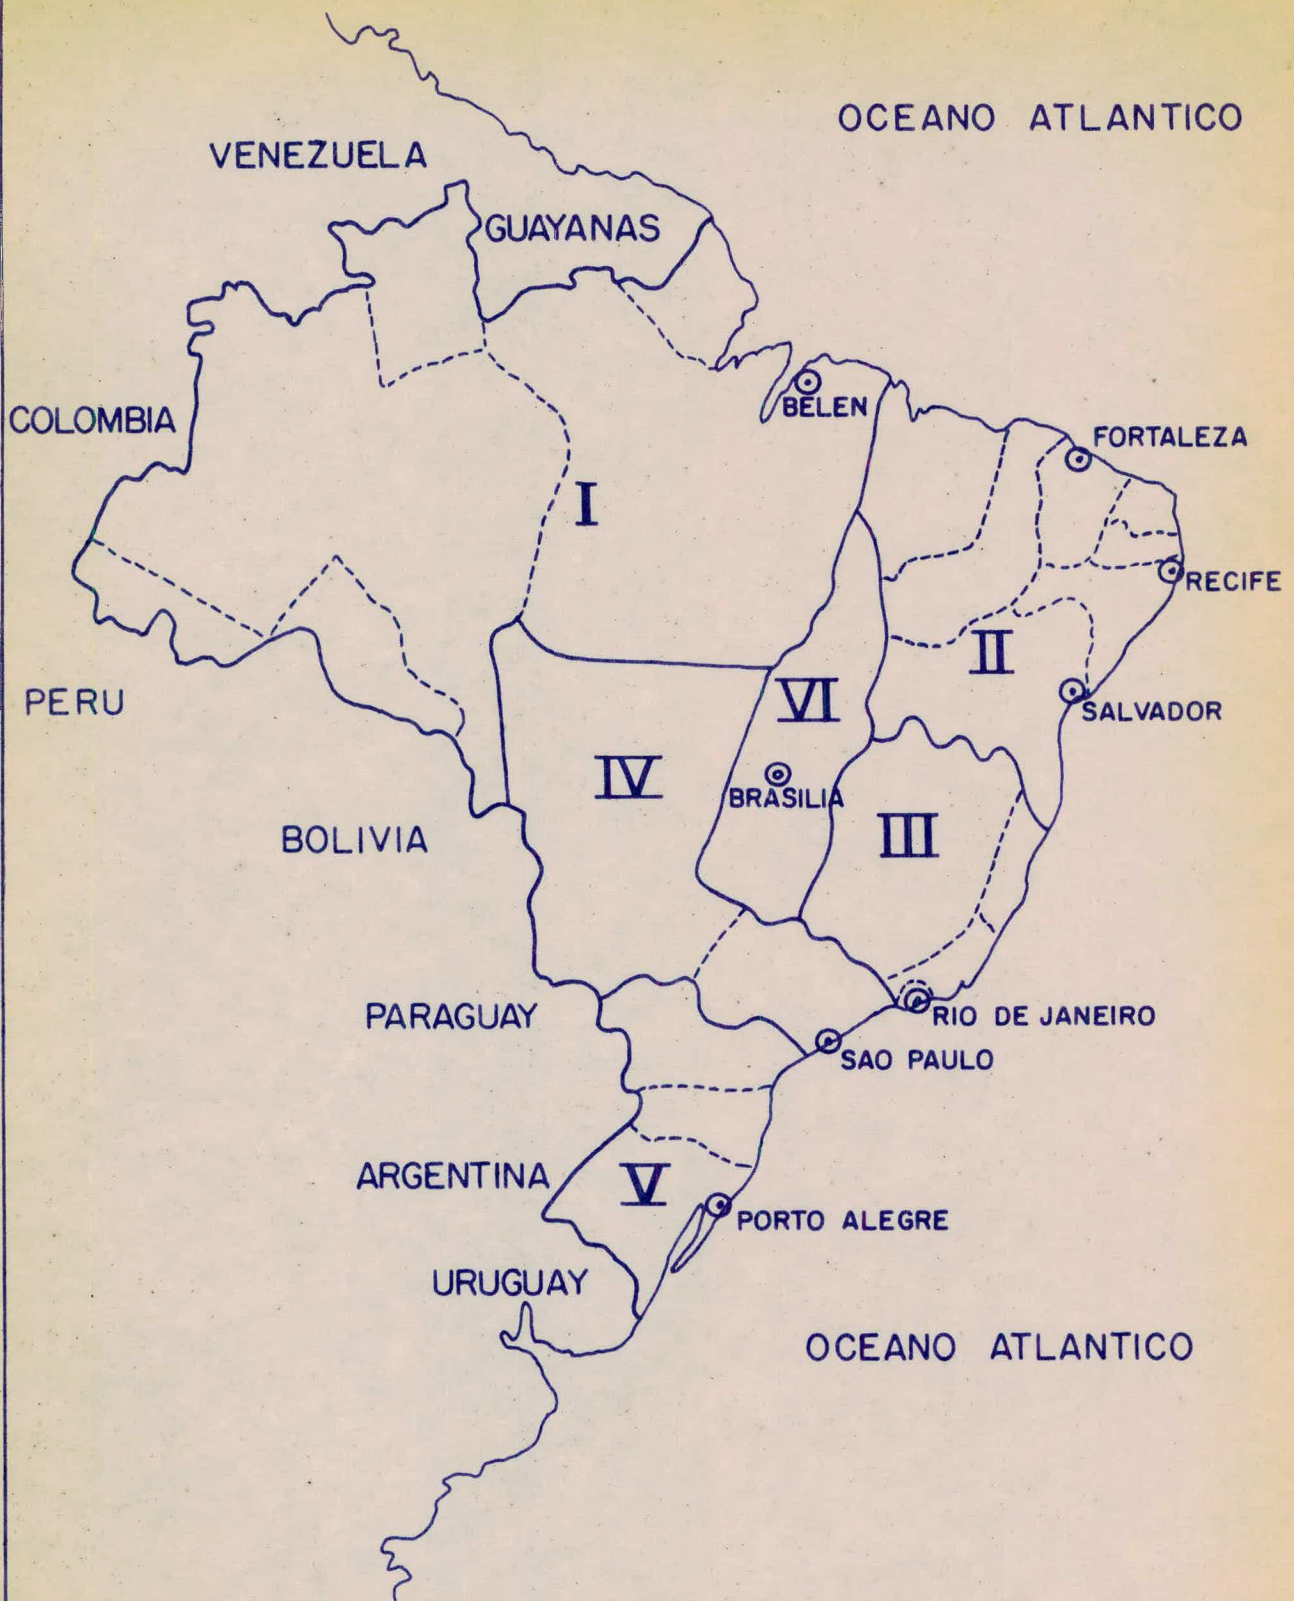 OCEANO ATLANTICO
VENEZUELA
GUAYANAS
BELEN
COLOMBIA
FORTALEZA
I
RECIFE
II
PERU
VI
SALVADOR
IV
BRASILIA
III
BOLIVIA
PARAGUAY
RIO DE JANEIRO
SAO PAULO
ARGENTINA
V
PORTO ALEGRE
URUGUAY
OCEANO ATLANTICO